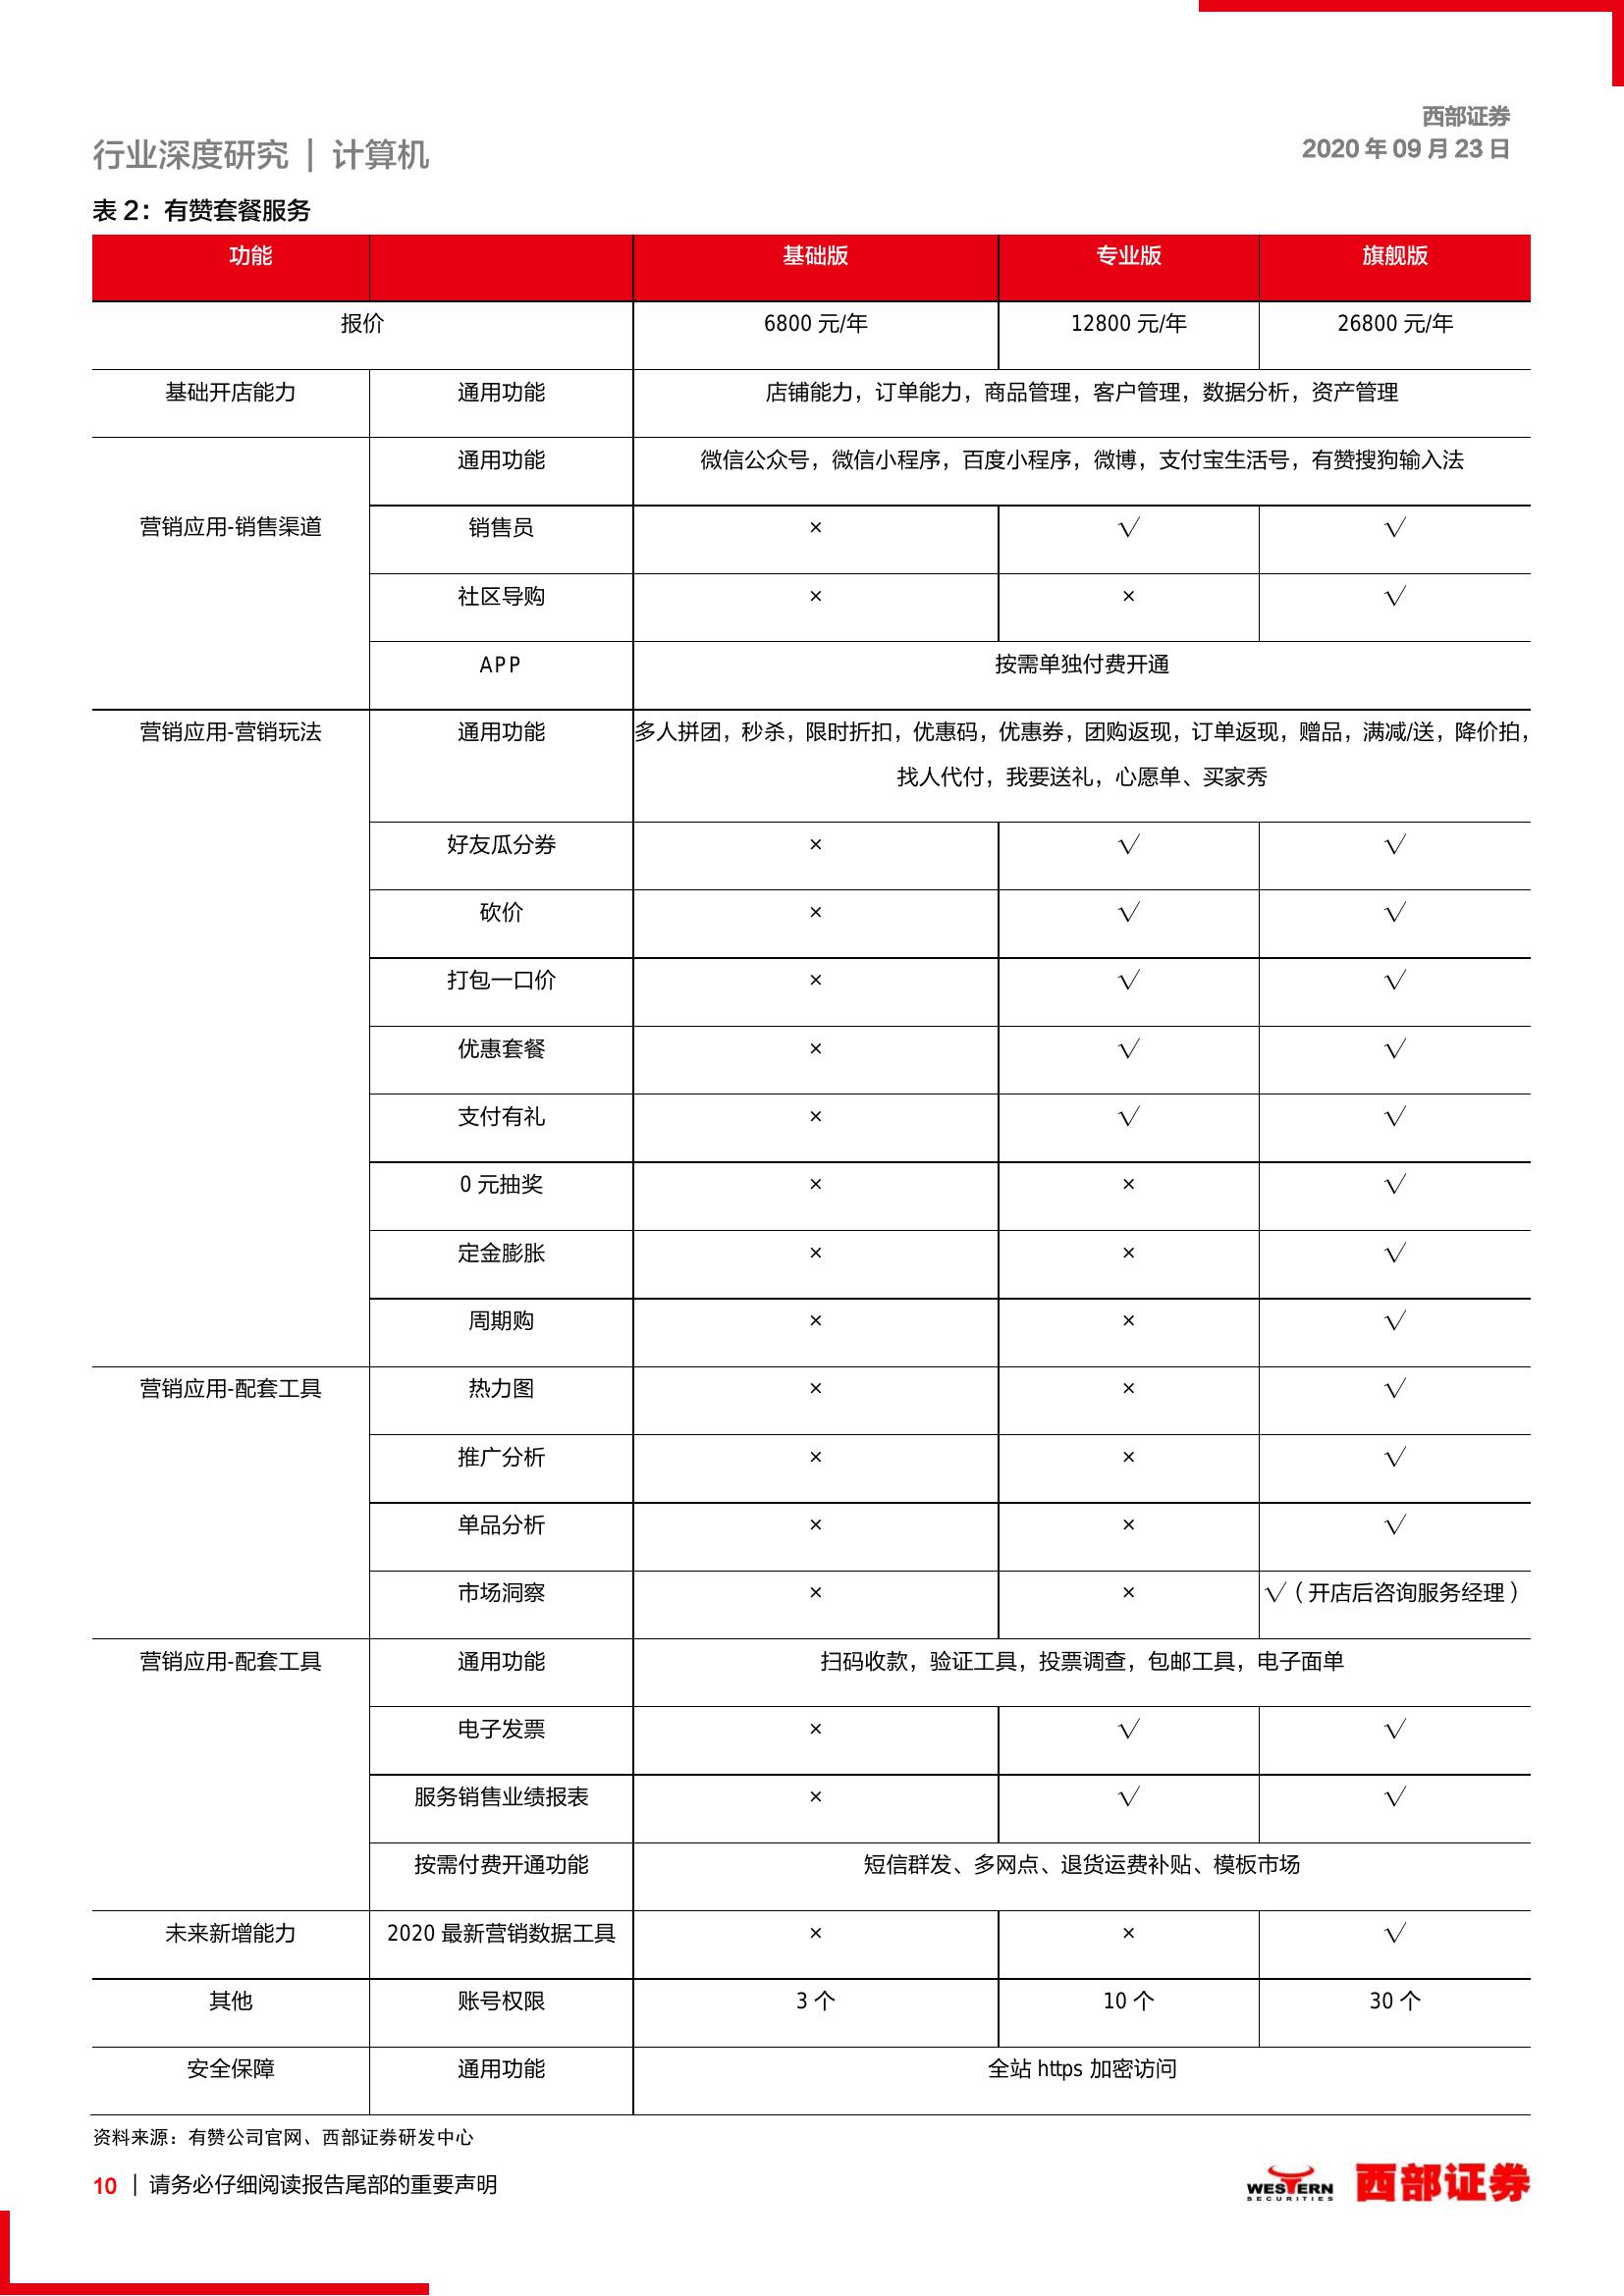 西部证券
行业深度研究 | 计算机
2020 年 09 月 23 日
表 2：有赞套餐服务
功能 基础版 专业版 旗舰版
报价 6800 元/年 12800 元/年 26800 元/年
基础开店能力 通用功能 店铺能力，订单能力，商品管理，客户管理，数据分析，资产管理
通用功能 微信公众号，微信小程序，百度小程序，微博，支付宝生活号，有赞搜狗输入法
营销应用-销售渠道 销售员 × √ √
社区导购 × × √
APP 按需单独付费开通
营销应用-营销玩法 通用功能 多人拼团，秒杀，限时折扣，优惠码，优惠券，团购返现，订单返现，赠品，满减/送，降价拍，
找人代付，我要送礼，心愿单、买家秀
好友瓜分券 × √ √
砍价 × √ √
打包一口价 × √ √
优惠套餐 × √ √
支付有礼 × √ √
0 元抽奖 × × √
定金膨胀 × × √
周期购 × × √
营销应用-配套工具 热力图 × × √
推广分析 × × √
单品分析 × × √
市场洞察 × × √（开店后咨询服务经理）
营销应用-配套工具 通用功能 扫码收款，验证工具，投票调查，包邮工具，电子面单
电子发票 × √ √
服务销售业绩报表 × √ √
按需付费开通功能 短信群发、多网点、退货运费补贴、模板市场
未来新增能力 2020 最新营销数据工具 × × √
其他 账号权限 3 个 10 个 30 个
安全保障 通用功能 全站 https 加密访问
资料来源：有赞公司官网、西部证券研发中心
10 | 请务必仔细阅读报告尾部的重要声明
WESTERN
SECURITIES
西部证券